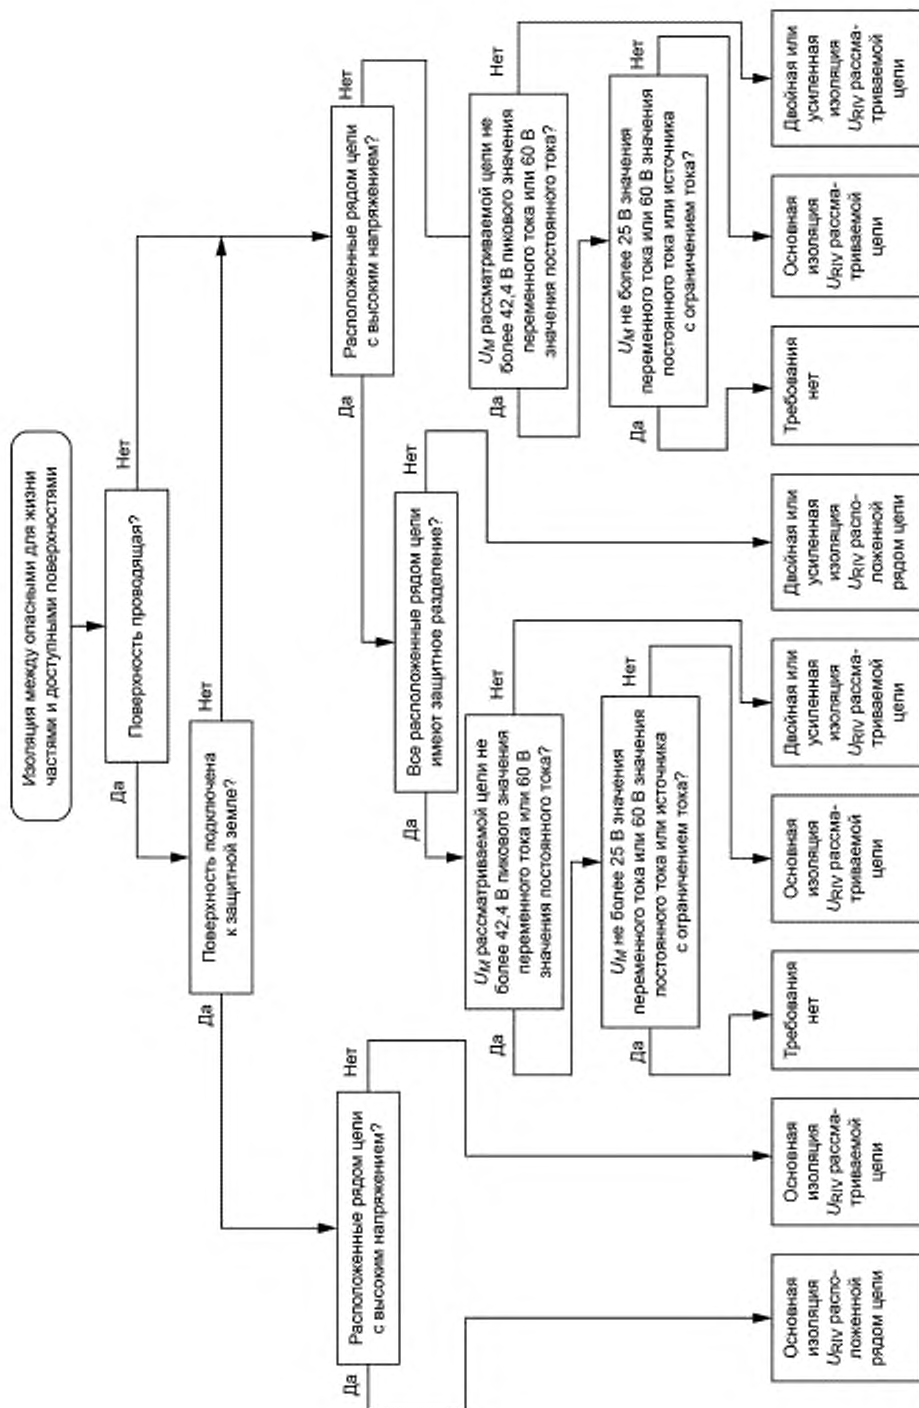 Изоляция между опасными для жизни
частями и доступными поверхностями
Поверхность проводящая?
Да
Нет
Поверхность подключена
к защитной земле?
Да
Нет
Расположенные рядом цепи
с высоким напряжением?
Да
Нет
Расположенные рядом цепи
с высоким напряжением?
Да
Нет
Все расположенные рядом цепи
имеют защитное разделение?
Да
Нет
UM рассматриваемой цепи не
более 42,4 В пикового значения
переменного тока или 60 В
значения постоянного тока?
Да
Нет
UM рассматриваемой цепи не
более 42,4 В пикового значения
переменного тока или 60 В
значения постоянного тока?
Да
Нет
UM не более 25 В значения
переменного тока или 60 В значения
постоянного тока или источника
с ограничением тока?
Да
Нет
UM не более 25 В значения
переменного тока или 60 В значения
постоянного тока или источника
с ограничением тока?
Да
Нет
Основная
изоляция
URIV распо-
ложенной
рядом цепи
Основная
изоляция
URIV рассма-
триваемой
цепи
Требования
нет
Основная
изоляция
URIV рассма-
триваемой
цепи
Двойная или
усиленная
изоляция
URIV рассма-
триваемой
цепи
Двойная или
усиленная
изоляция
URIV распо-
ложенной
рядом цепи
Требования
нет
Основная
изоляция
URIV рассма-
триваемой
цепи
Двойная или
усиленная
изоляция
URIV рассма-
триваемой
цепи